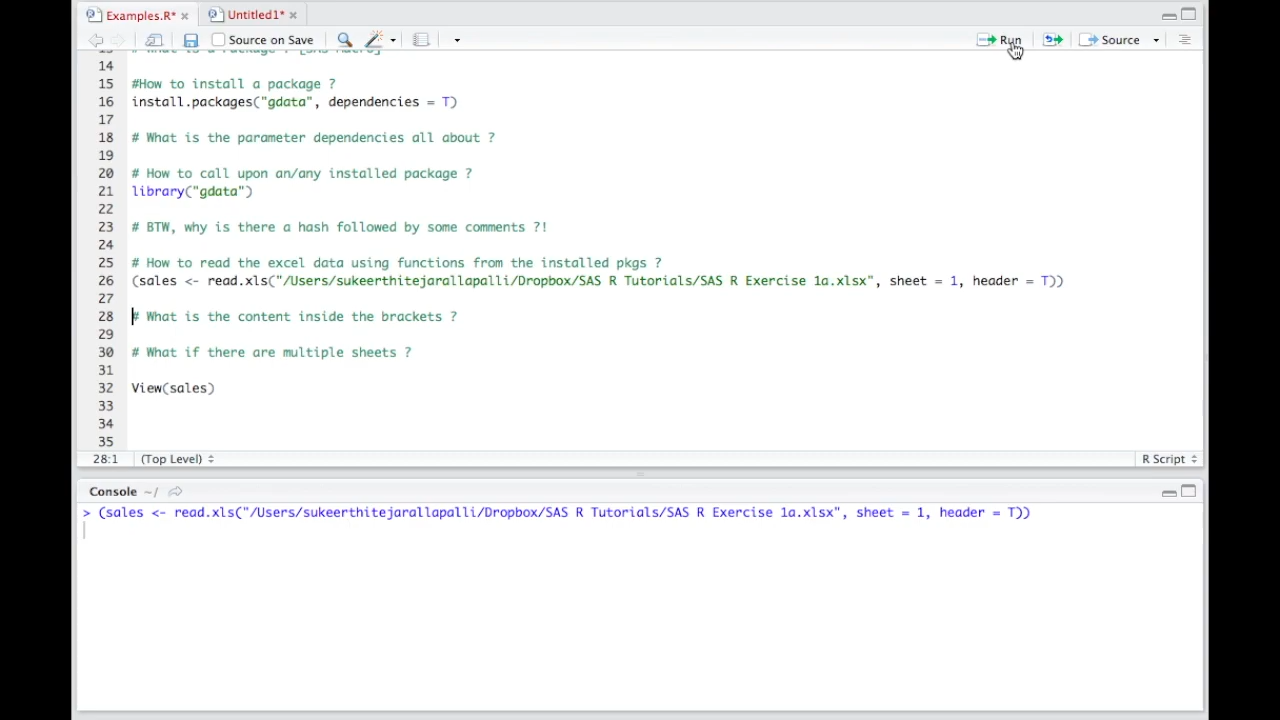 Examples.R* Untitled1*
Source on Save Run Source
13 # What is a Package ? [SAS Macro]
14
15 #How to install a package ?
16 install.packages("gdata", dependencies = T)
17
18 # What is the parameter dependencies all about ?
19
20 # How to call upon an/any installed package ?
21 library("gdata")
22
23 # BTW, why is there a hash followed by some comments ?!
24
25 # How to read the excel data using functions from the installed pkgs ?
26 (sales <- read.xls("/Users/sukeerthitejarallapalli/Dropbox/SAS R Tutorials/SAS R Exercise 1a.xlsx", sheet = 1, header = T))
27
28 # What is the content inside the brackets ?
29
30 # What if there are multiple sheets ?
31
32 View(sales)
33
34
35
28:1 (Top Level) R Script
Console ~/
> (sales <- read.xls("/Users/sukeerthitejarallapalli/Dropbox/SAS R Tutorials/SAS R Exercise 1a.xlsx", sheet = 1, header = T))